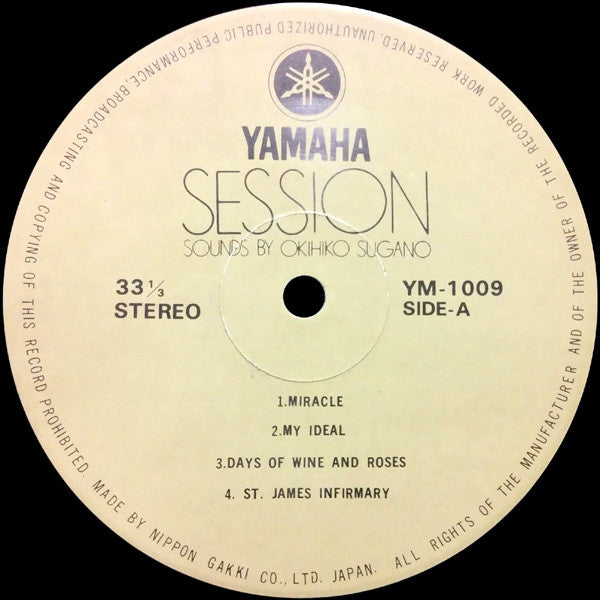 YAMAHA
SESSION
SOUNDS BY OKIHIKO SUGANO
33 1/3
STEREO
YM-1009
SIDE-A
1.MIRACLE
2.MY IDEAL
3.DAYS OF WINE AND ROSES
4. ST. JAMES INFIRMARY
MADE BY NIPPON GAKKI CO., LTD. JAPAN. ALL RIGHTS OF THE MANUFACTURER AND OF THE OWNER OF THE RECORDED WORK RESERVED. UNAUTHORIZED PUBLIC PERFORMANCE, BROADCASTING AND COPYING OF THIS RECORD PROHIBITED.